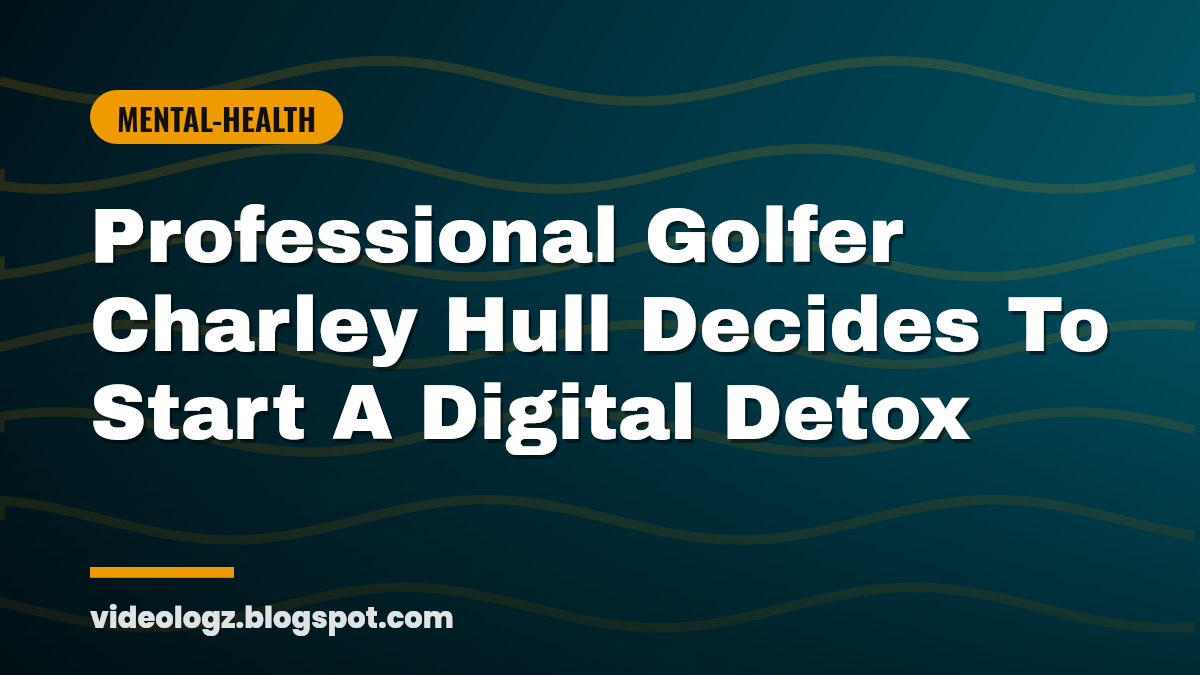 MENTAL-HEALTH
Professional Golfer
Charley Hull Decides To
Start A Digital Detox
videologz.blogspot.com